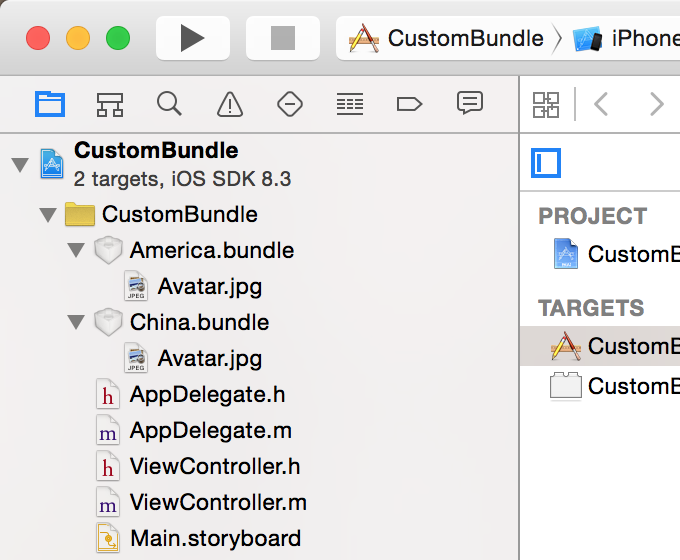 CustomBundle
iPhone
CustomBundle
2 targets, iOS SDK 8.3
CustomBundle
America.bundle
JPEG
Avatar.jpg
China.bundle
JPEG
Avatar.jpg
h AppDelegate.h
m AppDelegate.m
h ViewController.h
m ViewController.m
Main.storyboard
PROJECT
CustomB
TARGETS
CustomB
CustomB